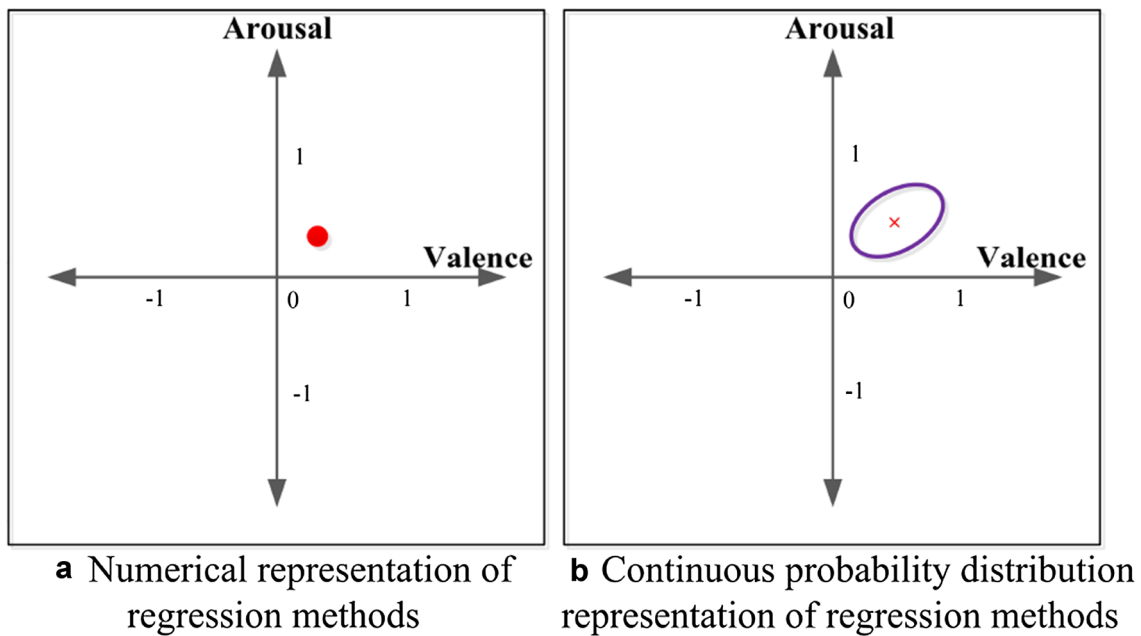 Arousal
1
Valence
-1 0 1
-1
a Numerical representation of
regression methods
Arousal
1
Valence
-1 0 1
-1
b Continuous probability distribution
representation of regression methods